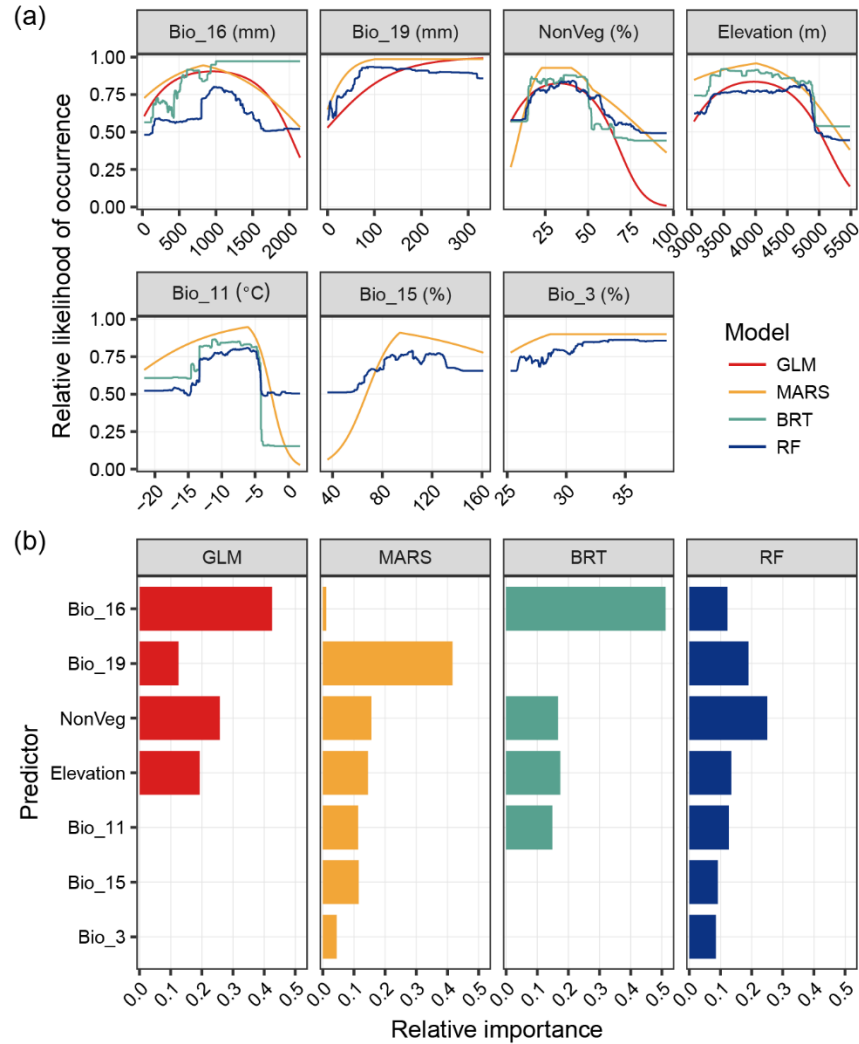 (a)
Bio_16 (mm) Bio_19 (mm) NonVeg (%) Elevation (m)
Relative likelihood of occurrence
1.00
0.75
0.50
0.25
0.00
0 500 1000 1500 2000 0 100 200 300 25 50 75 100 3000 3500 4000 4500 5000 5500
Bio_11 (°C) Bio_15 (%) Bio_3 (%)
1.00
0.75
0.50
0.25
0.00
−20 −15 −10 −5 0 40 80 120 160 25 30 35
Model
GLM
MARS
BRT
RF
(b)
GLM MARS BRT RF
Predictor
Bio_16
Bio_19
NonVeg
Elevation
Bio_11
Bio_15
Bio_3
0.0 0.1 0.2 0.3 0.4 0.5 0.0 0.1 0.2 0.3 0.4 0.5 0.0 0.1 0.2 0.3 0.4 0.5 0.0 0.1 0.2 0.3 0.4 0.5
Relative importance